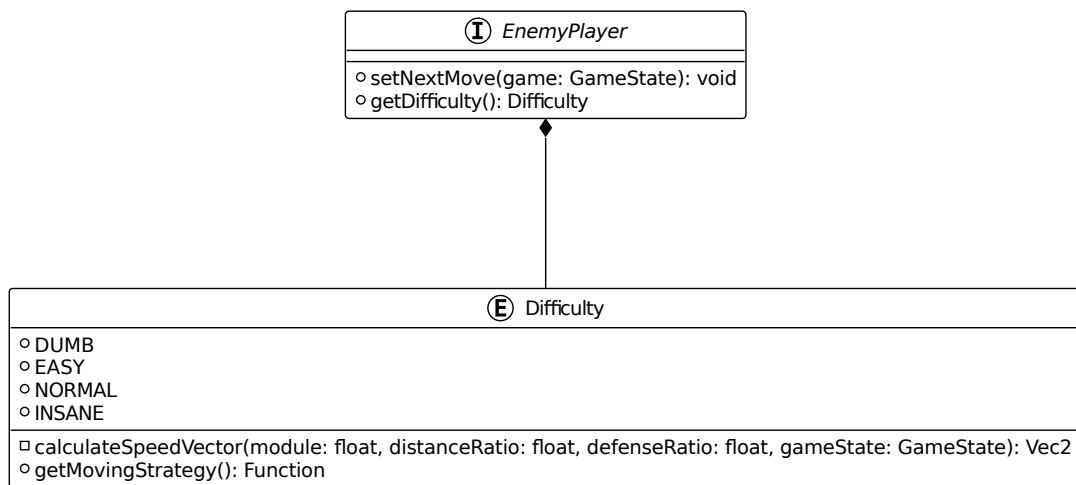 I EnemyPlayer
setNextMove(game: GameState): void
getDifficulty(): Difficulty
E Difficulty
DUMB
EASY
NORMAL
INSANE
calculateSpeedVector(module: float, distanceRatio: float, defenseRatio: float, gameState: GameState): Vec2
getMovingStrategy(): Function